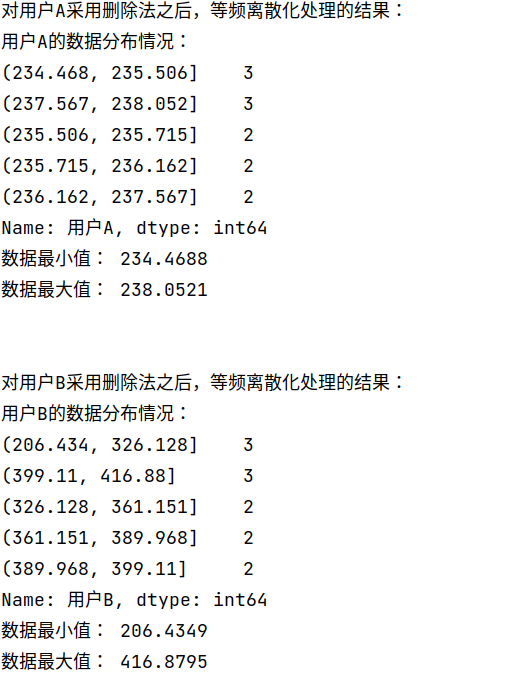 对用户A采用删除法之后，等频离散化处理的结果：
用户A的数据分布情况：
(234.468, 235.506]    3
(237.567, 238.052]    3
(235.506, 235.715]    2
(235.715, 236.162]    2
(236.162, 237.567]    2
Name: 用户A, dtype: int64
数据最小值： 234.4688
数据最大值： 238.0521
对用户B采用删除法之后，等频离散化处理的结果：
用户B的数据分布情况：
(206.434, 326.128]    3
(399.11, 416.88]      3
(326.128, 361.151]    2
(361.151, 389.968]    2
(389.968, 399.11]     2
Name: 用户B, dtype: int64
数据最小值： 206.4349
数据最大值： 416.8795